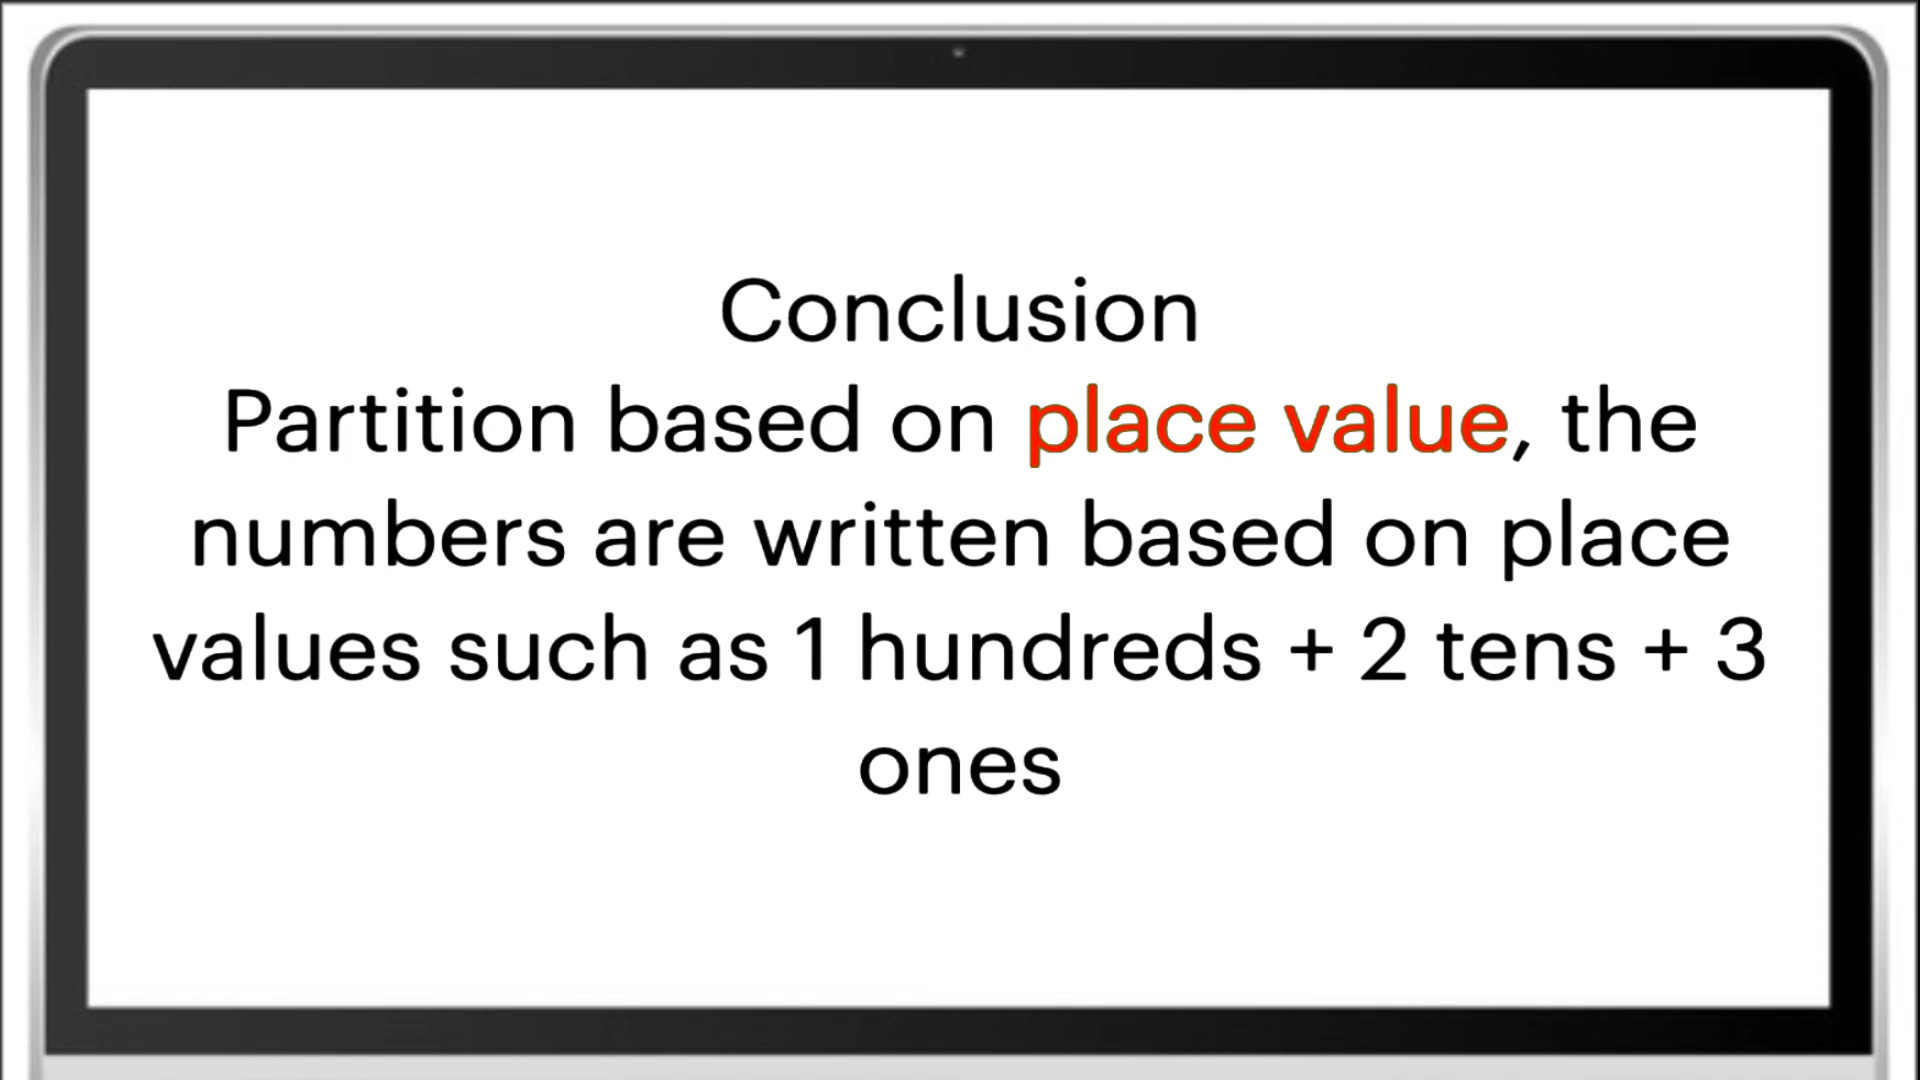 Conclusion
Partition based on place value, the
numbers are written based on place
values such as 1 hundreds + 2 tens + 3
ones